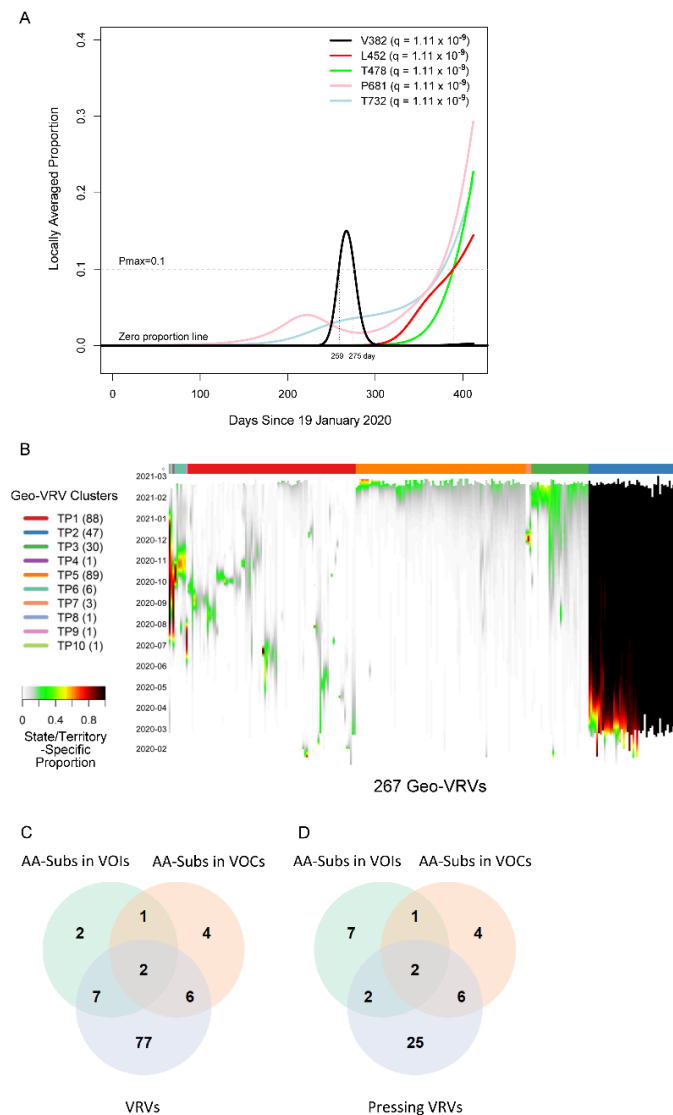 A
V382 (q = 1.11 x 10-9)
L452 (q = 1.11 x 10-9)
T478 (q = 1.11 x 10-9)
P681 (q = 1.11 x 10-9)
T732 (q = 1.11 x 10-9)
0.4
0.3
0.2
0.1
0.0
Locally Averaged Proportion
Pmax=0.1
Zero proportion line
259 275 day
0 100 200 300 400
Days Since 19 January 2020
B
Geo-VRV Clusters
TP1 (88)
TP2 (47)
TP3 (30)
TP4 (1)
TP5 (89)
TP6 (6)
TP7 (3)
TP8 (1)
TP9 (1)
TP10 (1)
0 0.4 0.8
State/Territory
-Specific
Proportion
2021-03
2021-02
2021-01
2020-12
2020-11
2020-10
2020-09
2020-08
2020-07
2020-06
2020-05
2020-04
2020-03
2020-02
267 Geo-VRVs
C
AA-Subs in VOIs AA-Subs in VOCs
2 1 4
2
7 6
77
VRVs
D
AA-Subs in VOIs AA-Subs in VOCs
7 1 4
2
2 6
25
Pressing VRVs